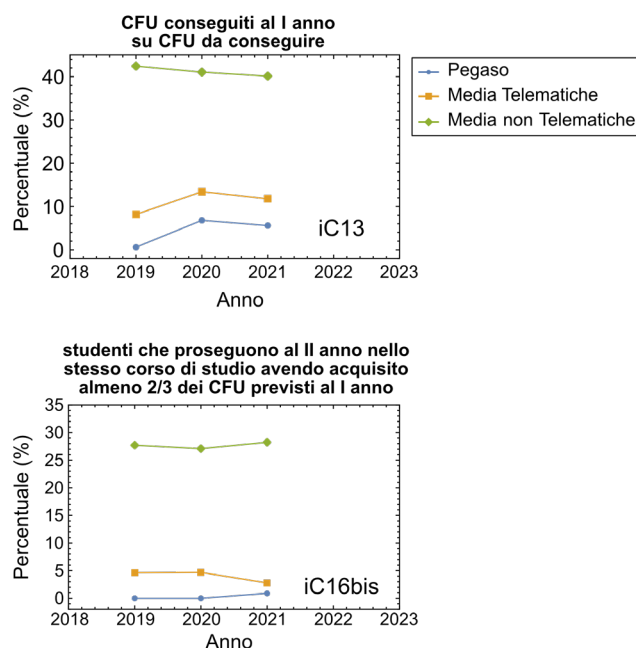 CFU conseguiti al I anno
su CFU da conseguire
Percentuale (%)
40
30
20
10
0
2018 2019 2020 2021 2022 2023
iC13
Anno
Pegaso
Media Telematiche
Media non Telematiche
studenti che proseguono al II anno nello
stesso corso di studio avendo acquisito
almeno 2/3 dei CFU previsti al I anno
Percentuale (%)
35
30
25
20
15
10
5
0
2018 2019 2020 2021 2022 2023
iC16bis
Anno